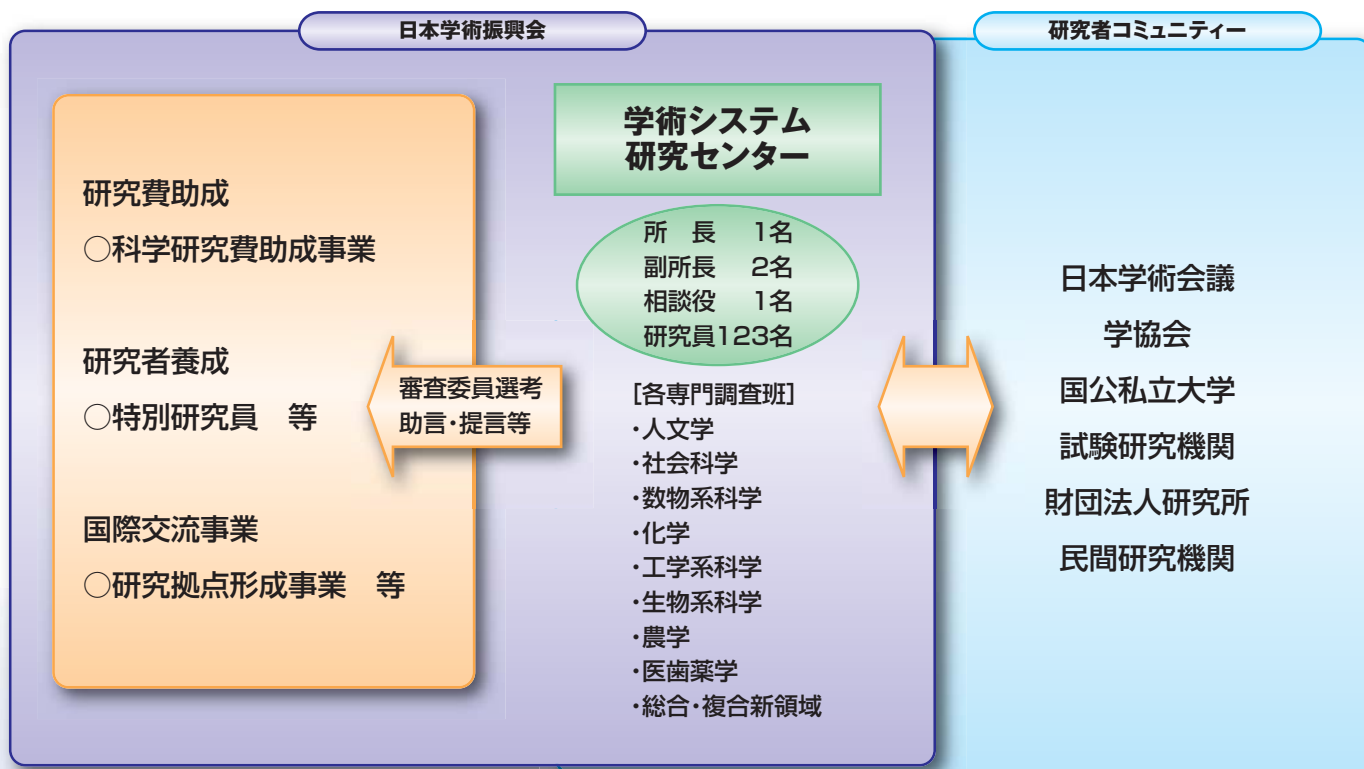 日本学術振興会
研究費助成
○科学研究費助成事業
研究者養成
○特別研究員 等
国際交流事業
○研究拠点形成事業 等
審査委員選考
助言・提言等
学術システム
研究センター
所 長 1名
副所長 2名
相談役 1名
研究員123名
[各専門調査班]
・人文学
・社会科学
・数物系科学
・化学
・工学系科学
・生物系科学
・農学
・医歯薬学
・総合・複合新領域
研究者コミュニティー
日本学術会議
学協会
国公私立大学
試験研究機関
財団法人研究所
民間研究機関